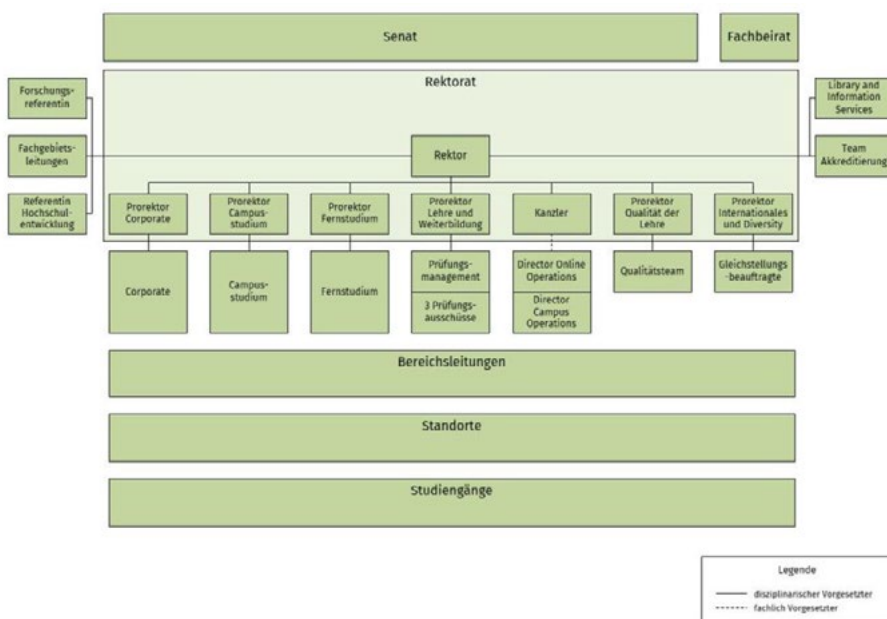 Senat
Fachbeirat
Rektorat
Forschungs-
referentin
Fachgebiets-
leitungen
Referentin
Hochschul-
entwicklung
Library and
Information
Services
Team
Akkreditierung
Rektor
Prorektor
Corporate
Prorektor
Campus-
studium
Prorektor
Fernstudium
Prorektor
Lehre und
Weiterbildung
Kanzler
Prorektor
Qualität der
Lehre
Prorektor
Internationales
und Diversity
Corporate
Campus-
studium
Fernstudium
Prüfungs-
management
3 Prüfungs-
ausschüsse
Director Online
Operations
Director
Campus
Operations
Qualitätsteam
Gleichstellungs
-beauftragte
Bereichsleitungen
Standorte
Studiengänge
Legende
disziplinarischer Vorgesetzter
fachlich Vorgesetzter